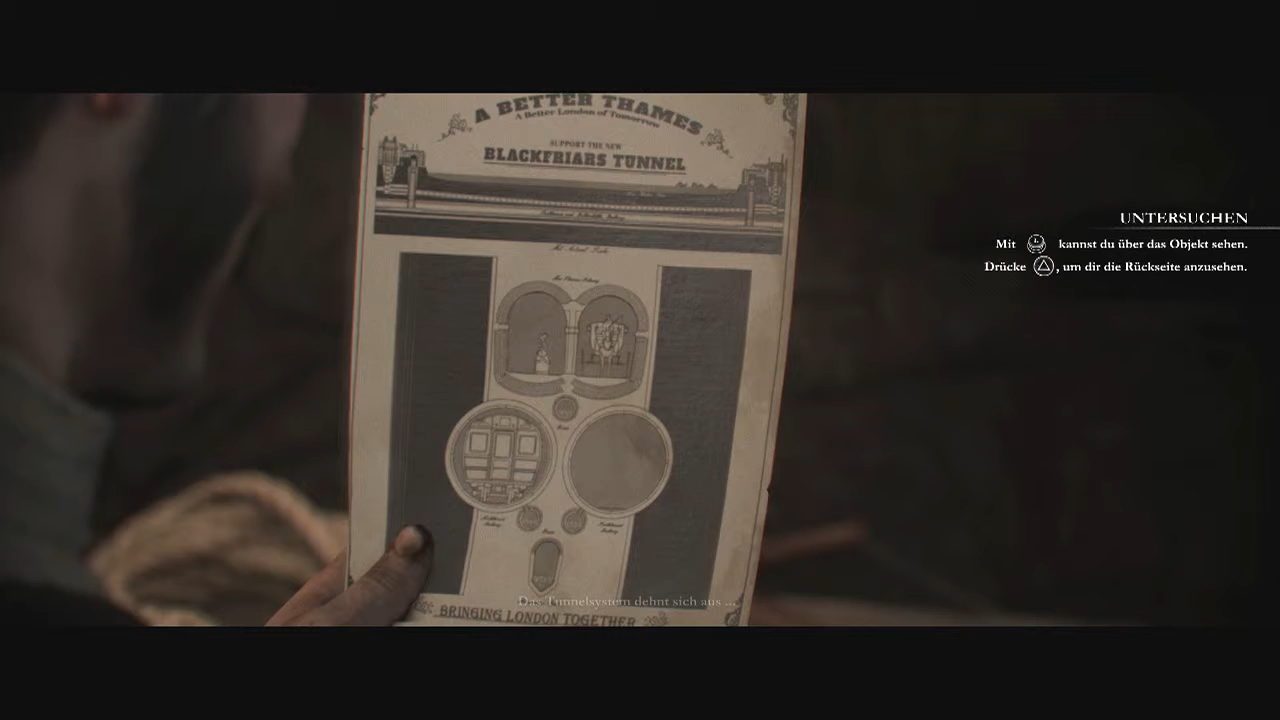 A BETTER THAMES
A Better London of Tomorrow
SUPPORT THE NEW
BLACKFRIARS TUNNEL
UNTERSUCHEN
Mit kannst du über das Objekt sehen.
Drücke , um dir die Rückseite anzusehen.
Das Tunnelsystem dehnt sich aus ...
BRINGING LONDON TOGETHER